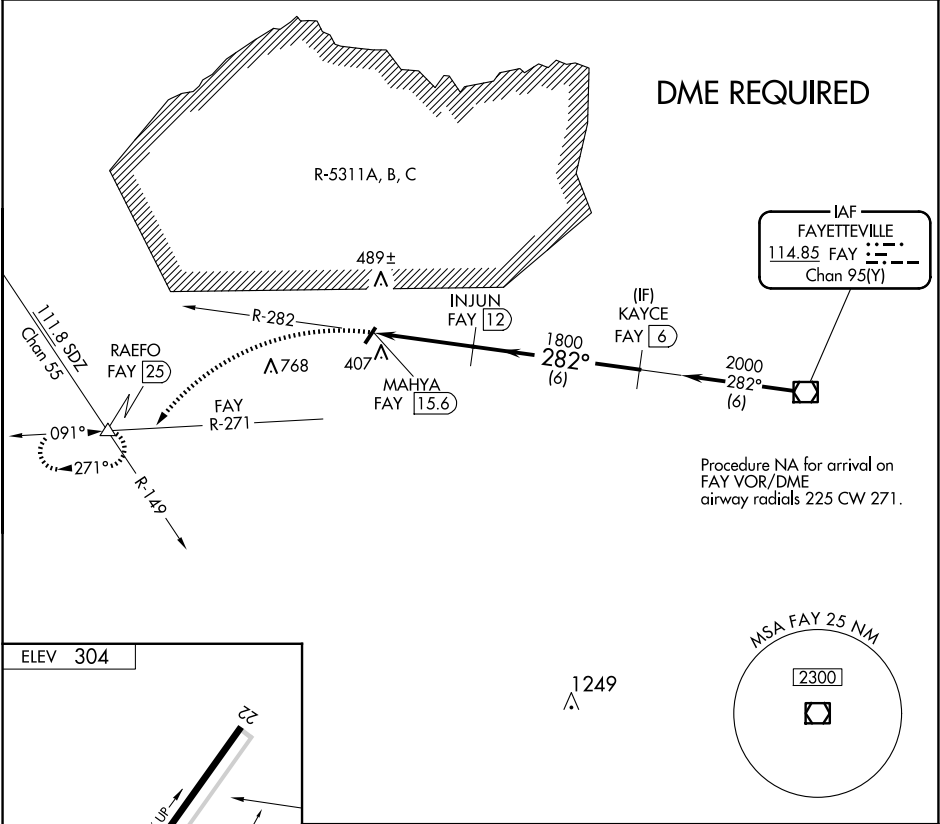 DME REQUIRED
R-5311A, B, C
IAF
FAYETTEVILLE
114.85 FAY
Chan 95(Y)
489±
INJUN
FAY 12
(IF)
KAYCE
FAY 6
R-282
111.8 SDZ
Chan 55
RAEFO
FAY 25
768
407
MAHYA
FAY 15.6
1800
282°
(6)
2000
282°
(6)
FAY
R-271
091°
271°
R-149
Procedure NA for arrival on
FAY VOR/DME
airway radials 225 CW 271.
MSA FAY 25 NM
2300
1249
ELEV 304
22
UP